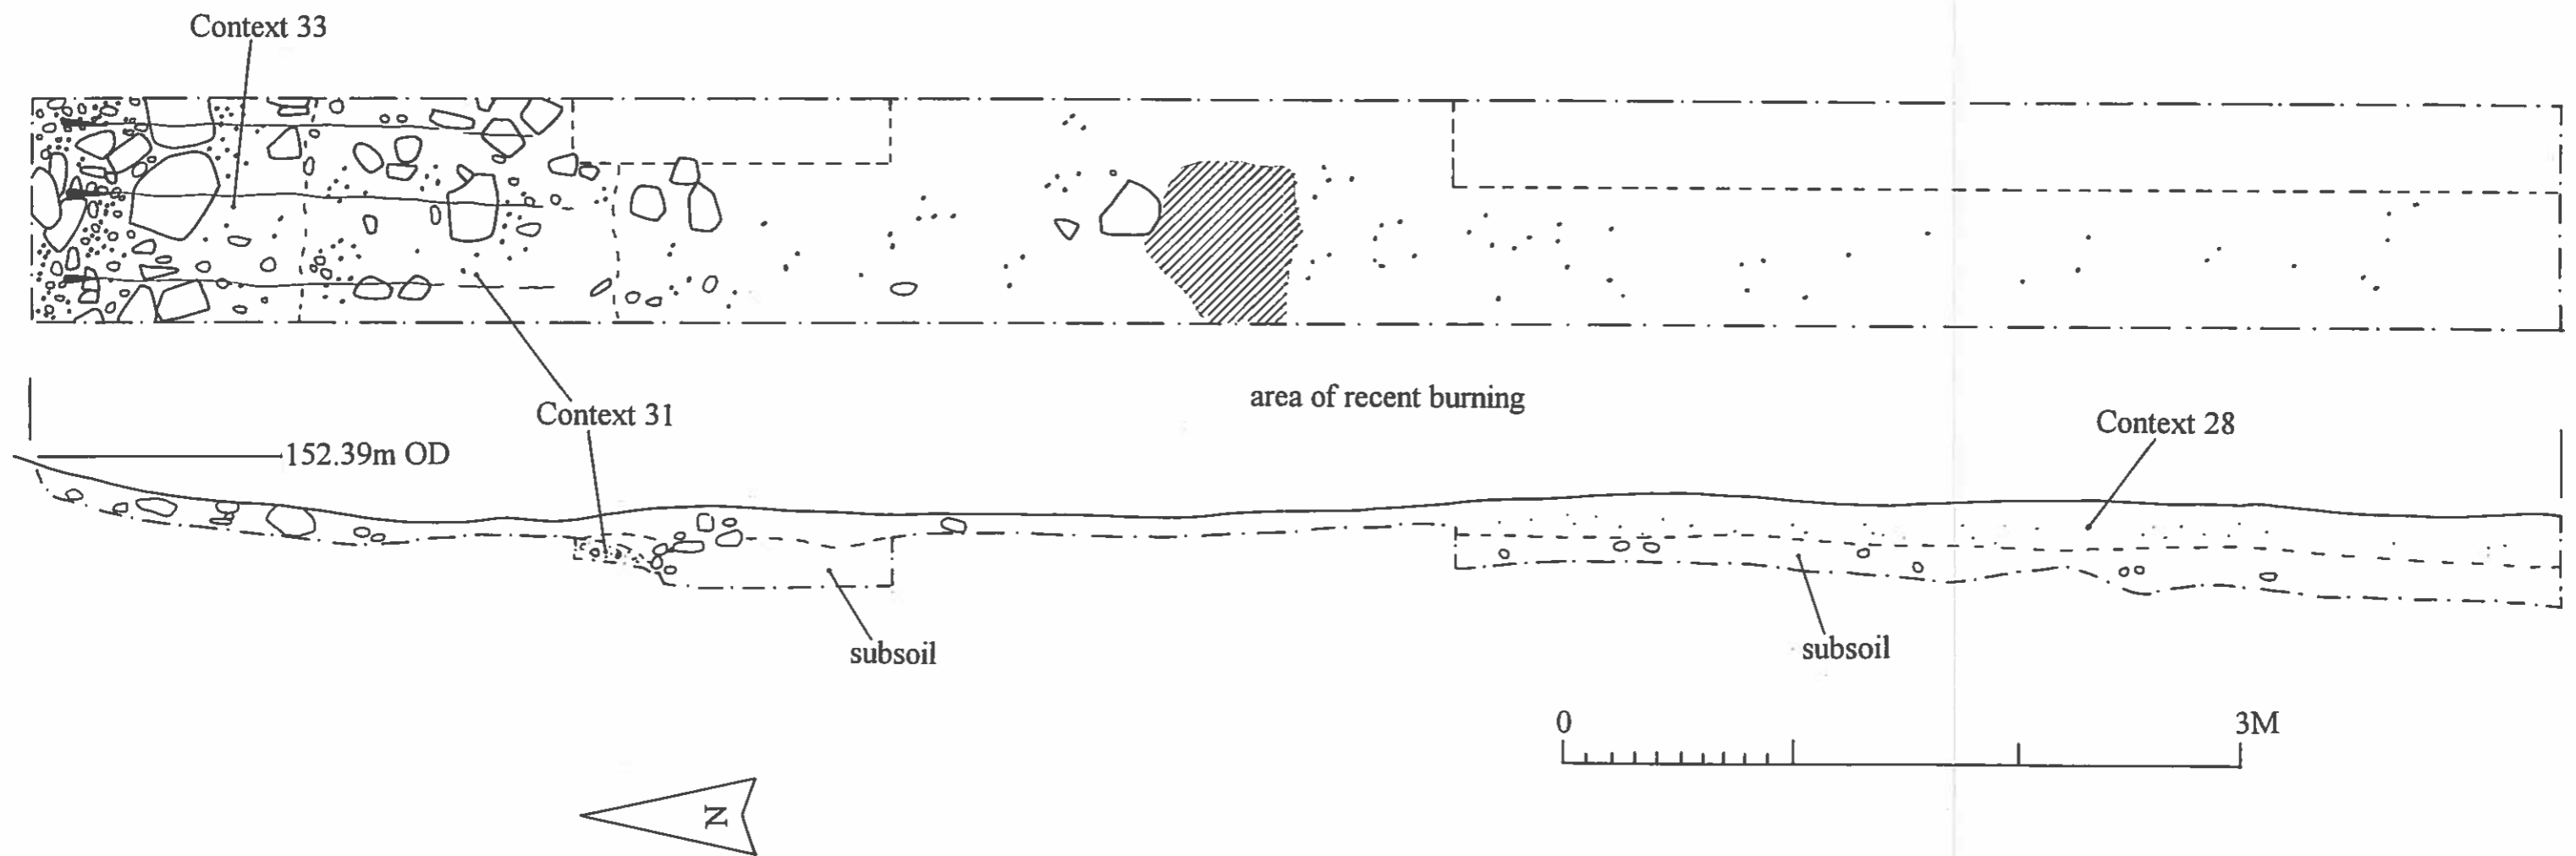 Context 33
area of recent burning
Context 31
Context 28
152.39m OD
subsoil
subsoil
0 3M
N